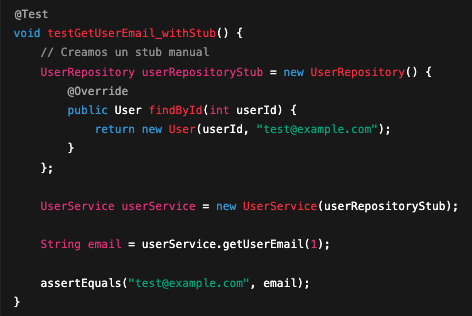 @Test
void testGetUserEmail_withStub() {
    // Creamos un stub manual
    UserRepository userRepositoryStub = new UserRepository() {
        @Override
        public User findById(int userId) {
            return new User(userId, "test@example.com");
        }
    };
    UserService userService = new UserService(userRepositoryStub);
    String email = userService.getUserEmail(1);
    assertEquals("test@example.com", email);
}